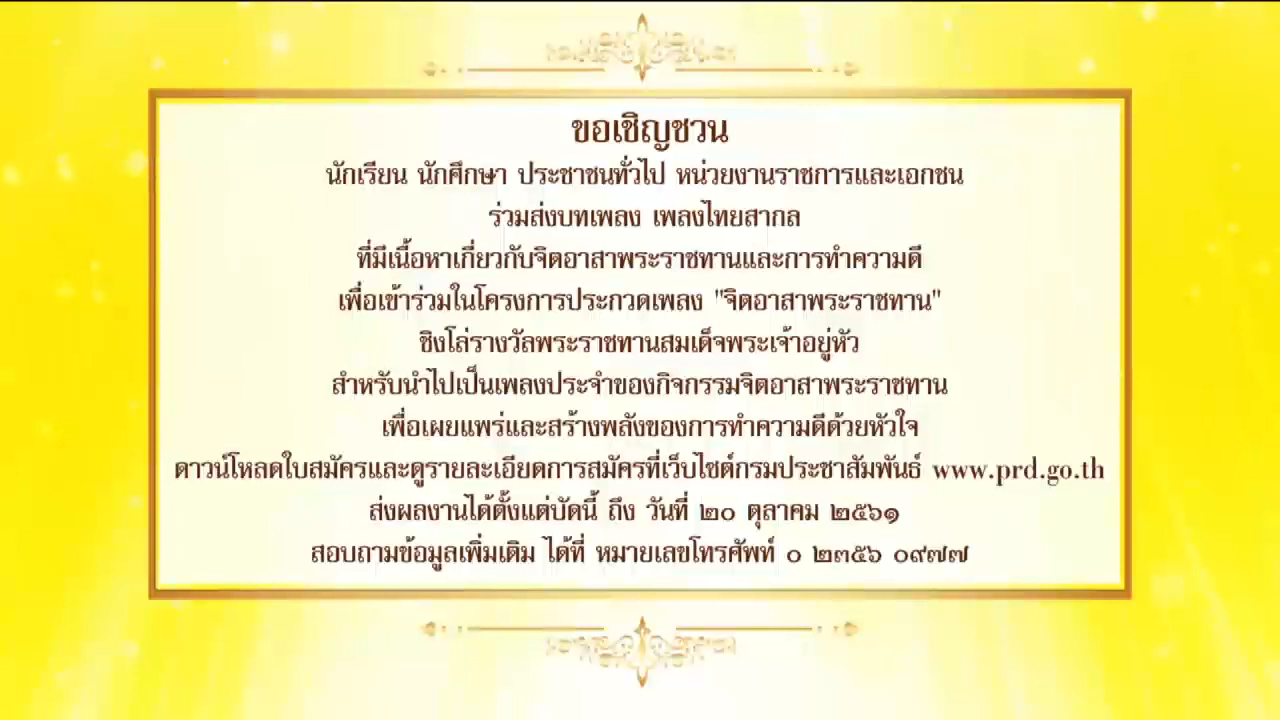 ขอเชิญชวน
นักเรียน นักศึกษา ประชาชนทั่วไป หน่วยงานราชการและเอกชน
ร่วมส่งบทเพลง เพลงไทยสากล
ที่มีเนื้อหาเกี่ยวกับจิตอาสาพระราชทานและการทำความดี
เพื่อเข้าร่วมในโครงการประกวดเพลง "จิตอาสาพระราชทาน"
ชิงโล่รางวัลพระราชทานสมเด็จพระเจ้าอยู่หัว
สำหรับนำไปเป็นเพลงประจำของกิจกรรมจิตอาสาพระราชทาน
เพื่อเผยแพร่และสร้างพลังของการทำความดีด้วยหัวใจ
ดาวน์โหลดใบสมัครและดูรายละเอียดการสมัครที่เว็บไซต์กรมประชาสัมพันธ์ www.prd.go.th
ส่งผลงานได้ตั้งแต่บัดนี้ ถึง วันที่ ๒๐ ตุลาคม ๒๕๖๑
สอบถามข้อมูลเพิ่มเติม ได้ที่ หมายเลขโทรศัพท์ ๐ ๒๓๕๖ ๐๙๗๗